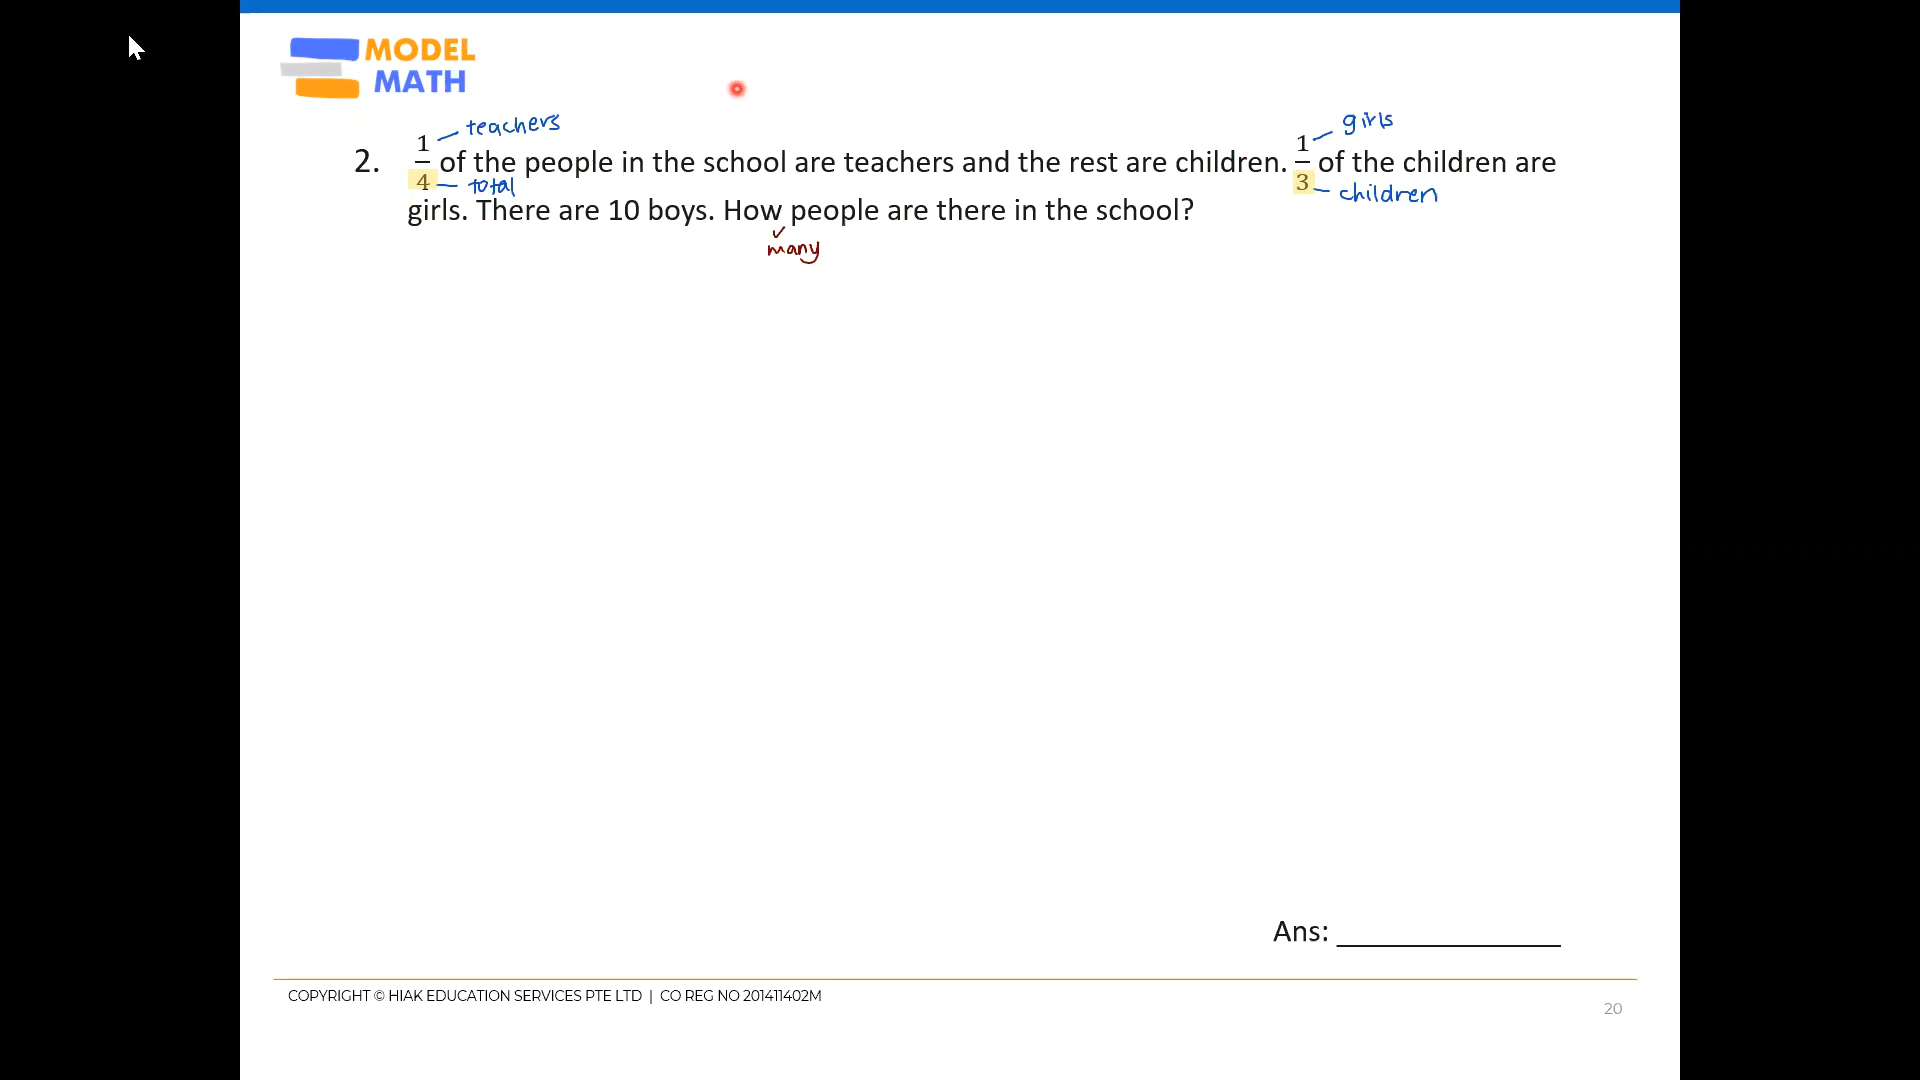 MODEL
MATH
teachers
girls
2. 1/4 of the people in the school are teachers and the rest are children. 1/3 of the children are
total
children
girls. There are 10 boys. How people are there in the school?
many
Ans: ____________
COPYRIGHT © HIAK EDUCATION SERVICES PTE LTD | CO REG NO 201411402M
20